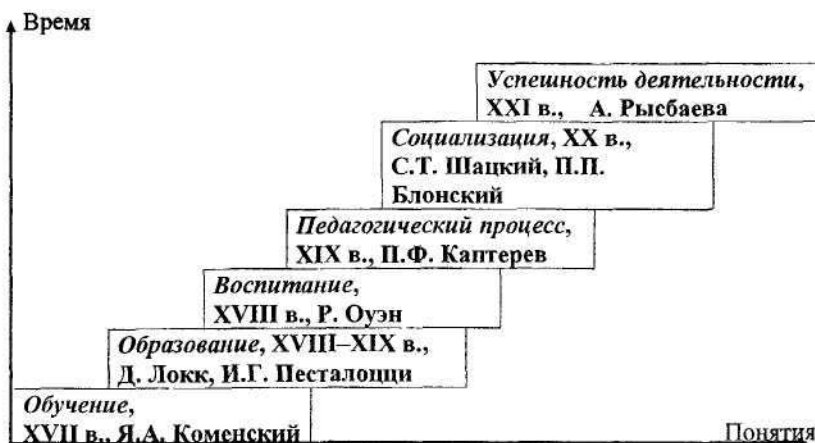 Время
Успешность деятельности,
XXI в., А. Рысбаева
Социализация, XX в.,
С.Т. Шацкий, П.П.
Блонский
Педагогический процесс,
XIX в., П.Ф. Каптерев
Воспитание,
XVIII в., Р. Оуэн
Образование, XVIII–XIX в.,
Д. Локк, И.Г. Песталоцци
Обучение,
XVII в., Я.А. Коменский
Понятия